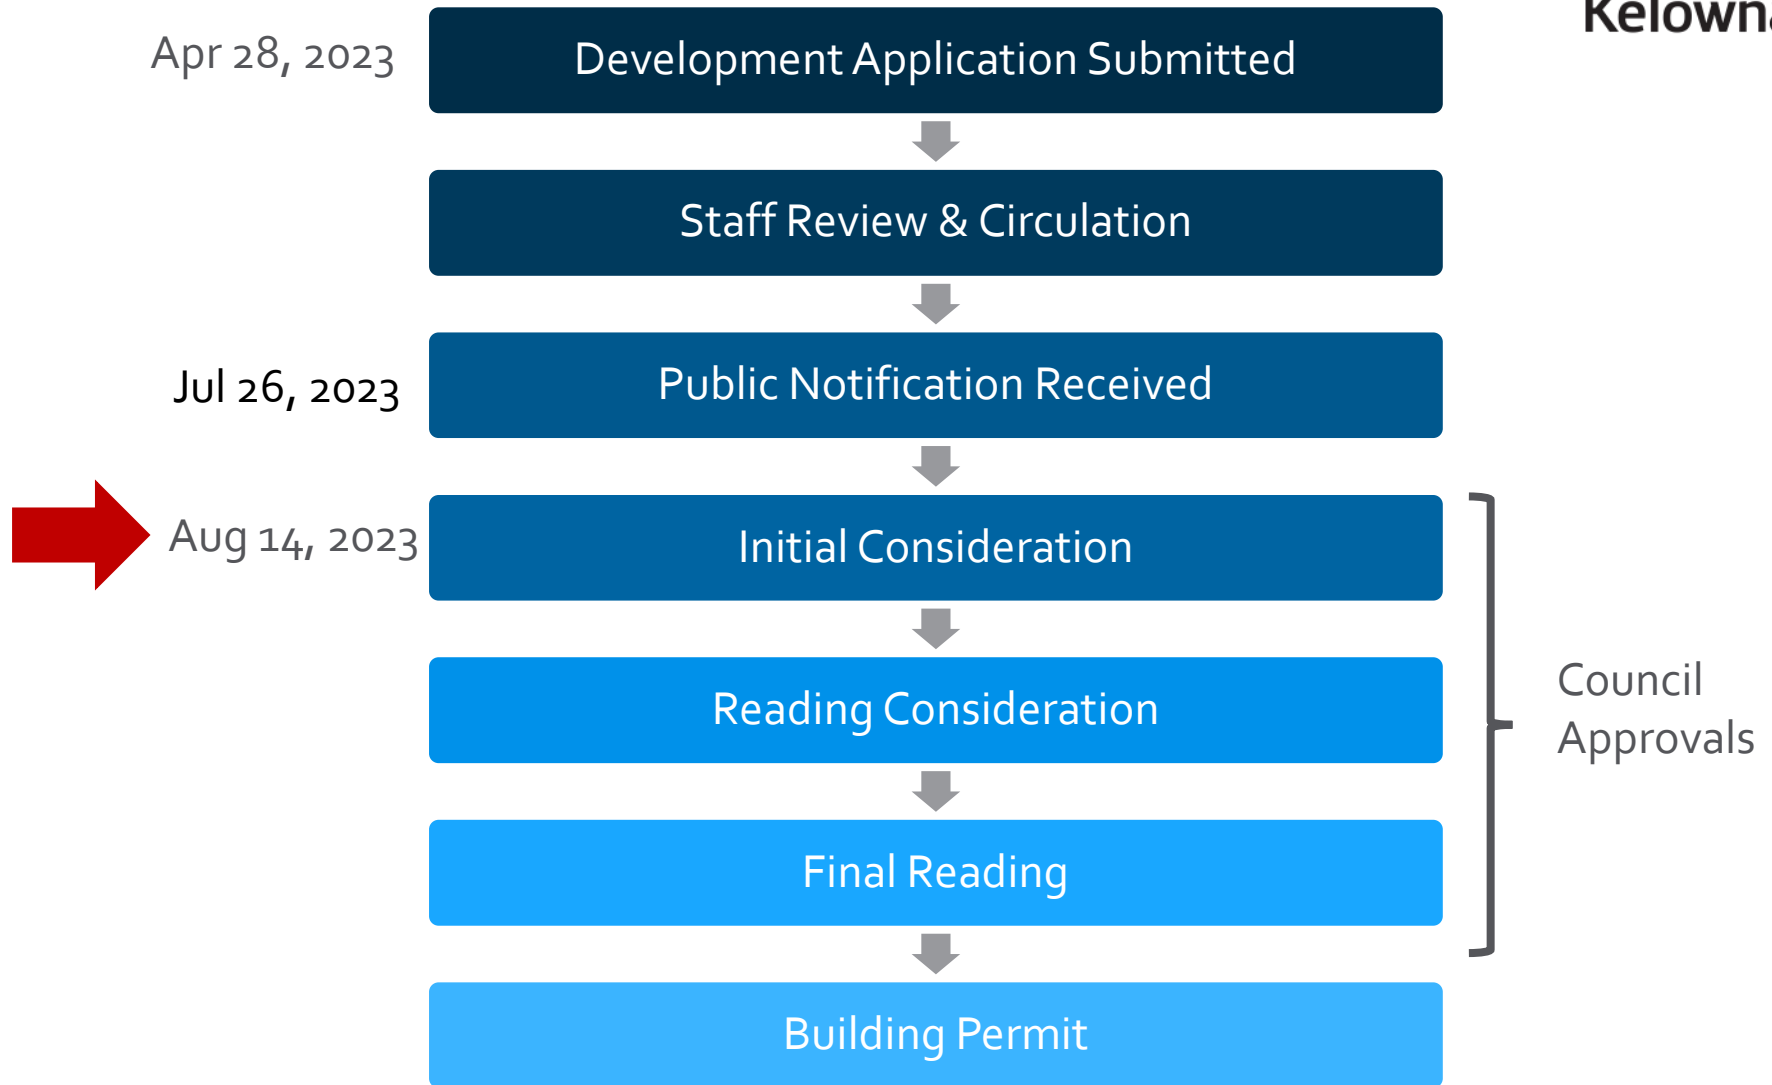 Kelowna
Apr 28, 2023
Development Application Submitted
Staff Review & Circulation
Jul 26, 2023
Public Notification Received
Aug 14, 2023
Initial Consideration
Reading Consideration
Council
Approvals
Final Reading
Building Permit